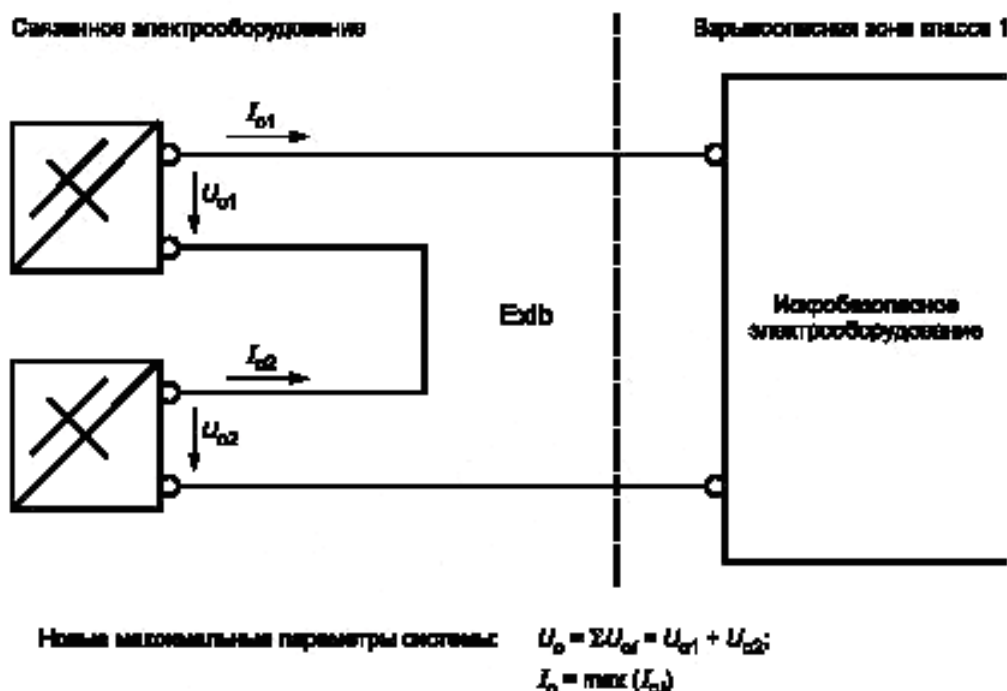 Связанное электрооборудование
Взрывоопасная зона класса 1
I_o1
U_o1
Exib
I_o2
U_o2
Искробезопасное
электрооборудование
Новые максимальные параметры системы:
U_o = ΣU_oi = U_o1 + U_o2;
I_o = max (I_oi)